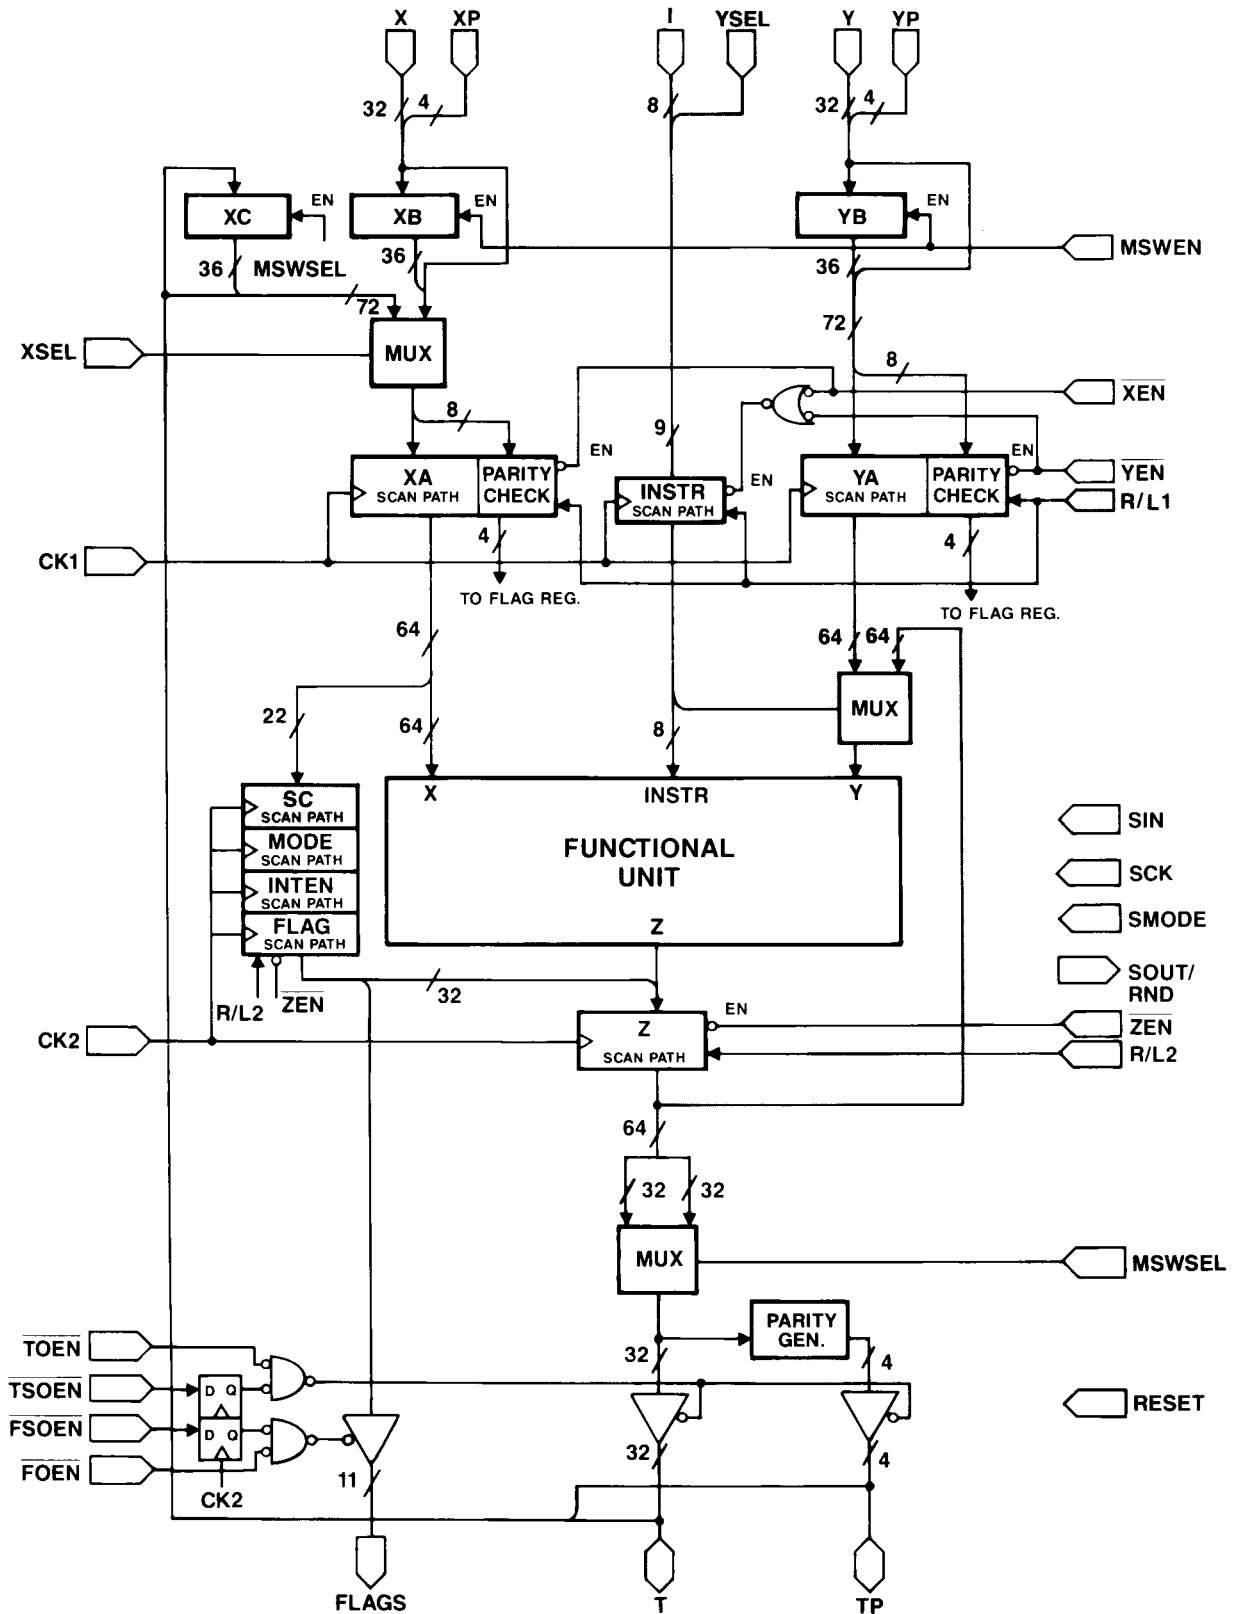 X XP I YSEL Y YP
32 4 8 32 4
XC EN XB EN YB EN
MSWEN
36 MSWSEL 36 36
72 72
XSEL MUX
8 8
XEN
9
XA SCAN PATH PARITY CHECK EN
INSTR SCAN PATH EN
YA SCAN PATH PARITY CHECK EN
YEN
R/L1
CK1
4 4
TO FLAG REG. TO FLAG REG.
64 64 64
22 64 8 MUX
SC
SCAN PATH
MODE
SCAN PATH
INTEN
SCAN PATH
FLAG
SCAN PATH
X INSTR Y
FUNCTIONAL
UNIT
Z
SIN
SCK
SMODE
SOUT/
RND
R/L2 ZEN 32
CK2
Z
SCAN PATH
EN
ZEN
R/L2
64
32 32
MUX
MSWSEL
PARITY
GEN.
TOEN
32 4
TSOEN D Q
FSOEN D Q
RESET
FOEN
CK2
11 32 4
FLAGS T TP